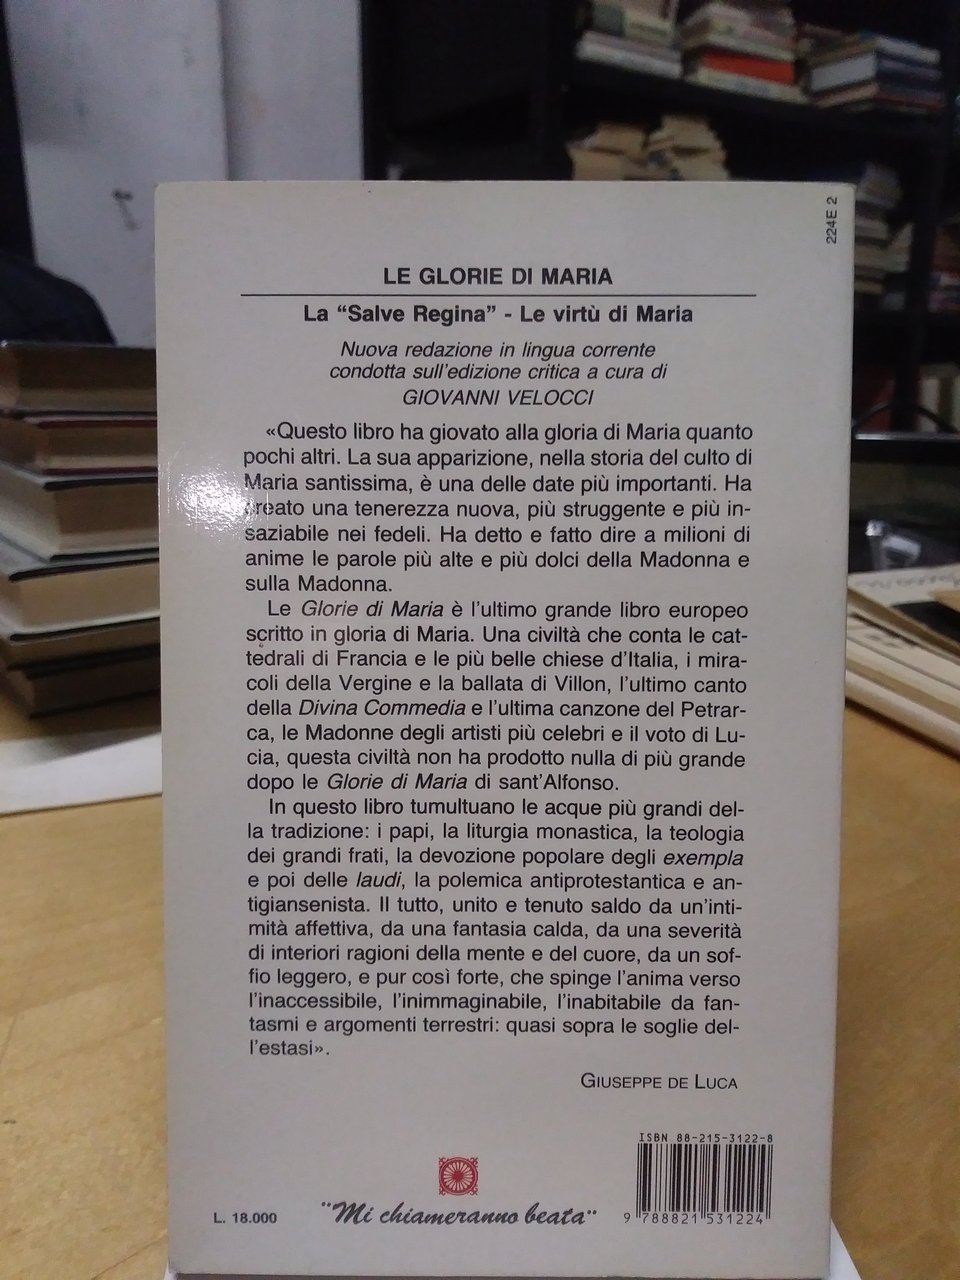 224E 2
LE GLORIE DI MARIA
La “Salve Regina” - Le virtù di Maria
Nuova redazione in lingua corrente
condotta sull'edizione critica a cura di
GIOVANNI VELOCCI
«Questo libro ha giovato alla gloria di Maria quanto
pochi altri. La sua apparizione, nella storia del culto di
Maria santissima, è una delle date più importanti. Ha
creato una tenerezza nuova, più struggente e più in-
saziabile nei fedeli. Ha detto e fatto dire a milioni di
anime le parole più alte e più dolci della Madonna e
sulla Madonna.
Le Glorie di Maria è l'ultimo grande libro europeo
scritto in gloria di Maria. Una civiltà che conta le cat-
tedrali di Francia e le più belle chiese d'Italia, i mira-
coli della Vergine e la ballata di Villon, l'ultimo canto
della Divina Commedia e l'ultima canzone del Petrar-
ca, le Madonne degli artisti più celebri e il voto di Lu-
cia, questa civiltà non ha prodotto nulla di più grande
dopo le Glorie di Maria di sant'Alfonso.
In questo libro tumultuano le acque più grandi del-
la tradizione: i papi, la liturgia monastica, la teologia
dei grandi frati, la devozione popolare degli exempla
e poi delle laudi, la polemica antiprotestantica e an-
tigiansenista. Il tutto, unito e tenuto saldo da un'inti-
mità affettiva, da una fantasia calda, da una severità
di interiori ragioni della mente e del cuore, da un sof-
fio leggero, e pur così forte, che spinge l'anima verso
l'inaccessibile, l'inimmaginabile, l'inabitabile da fan-
tasmi e argomenti terrestri: quasi sopra le soglie del-
l'estasi».
GIUSEPPE DE LUCA
ISBN 88-215-3122-8
L. 18.000
"Mi chiameranno beata"
9 788821 531224